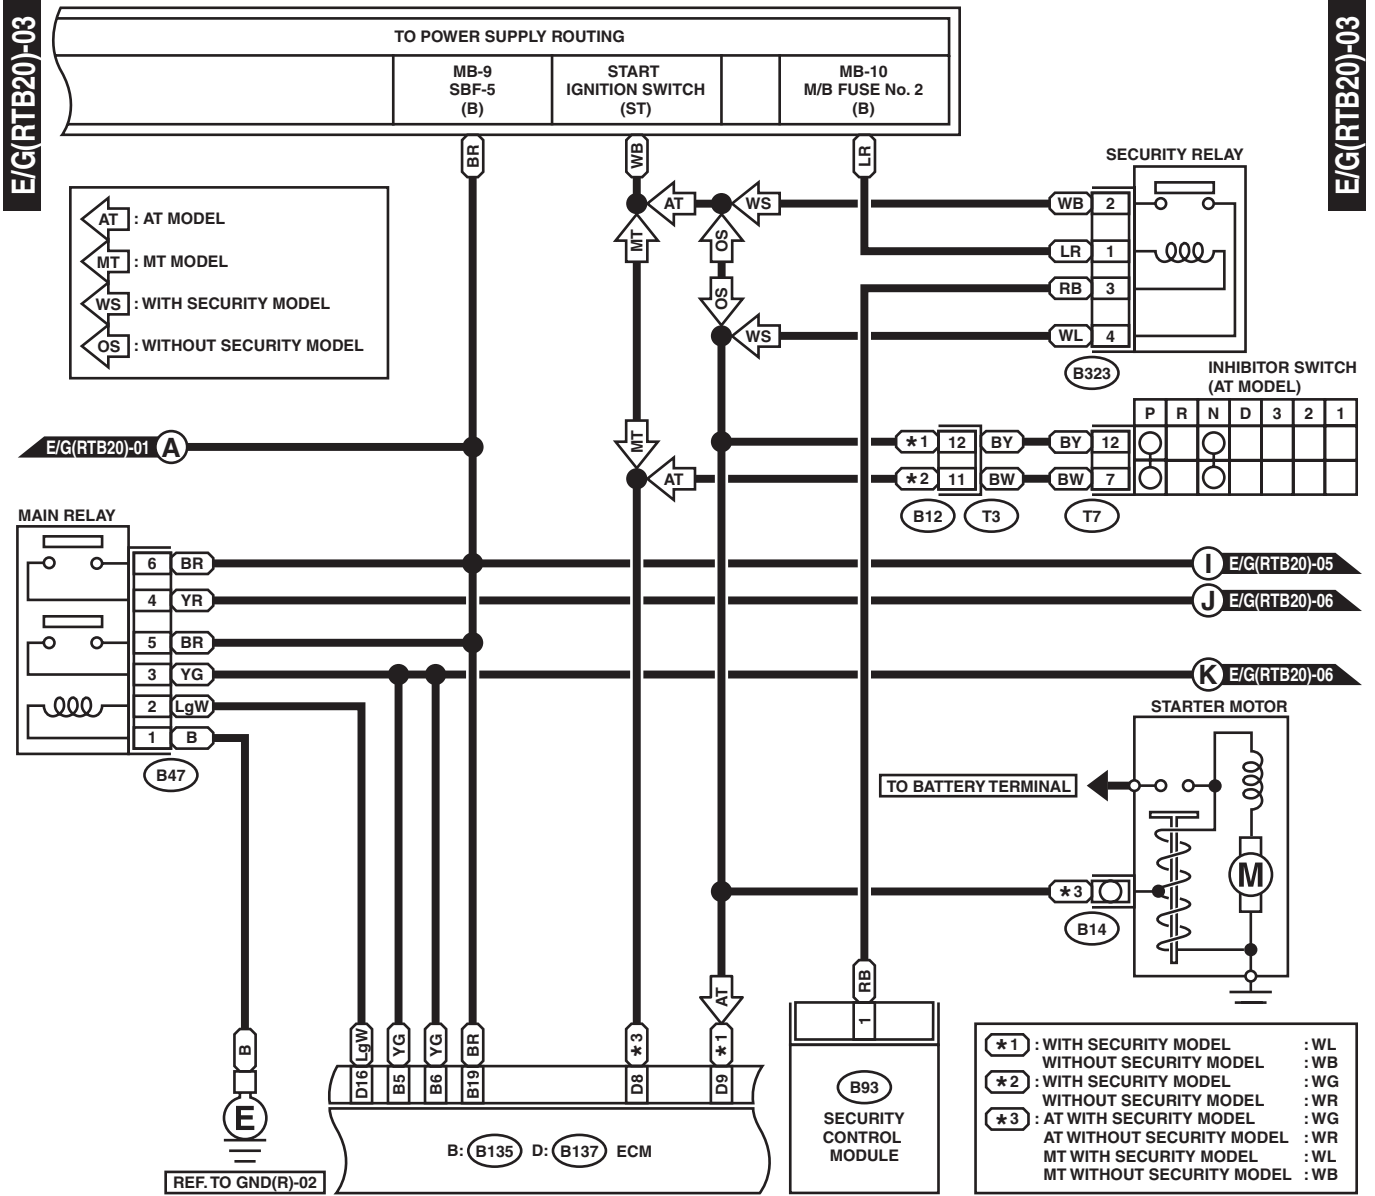 E/G(RTB20)-03
E/G(RTB20)-03
TO POWER SUPPLY ROUTING
MB-9
SBF-5
(B)
START
IGNITION SWITCH
(ST)
MB-10
M/B FUSE No. 2
(B)
BR
WB
LR
AT : AT MODEL
MT : MT MODEL
WS : WITH SECURITY MODEL
OS : WITHOUT SECURITY MODEL
AT
WS
MT
OS
OS
WS
SECURITY RELAY
WB 2
LR 1
RB 3
WL 4
B323
INHIBITOR SWITCH
(AT MODEL)
P R N D 3 2 1
*1 12 BY BY 12
*2 11 BW BW 7
B12 T3 T7
MT
AT
E/G(RTB20)-01 A
MAIN RELAY
6 BR
4 YR
5 BR
3 YG
2 LgW
1 B
B47
I E/G(RTB20)-05
J E/G(RTB20)-06
K E/G(RTB20)-06
STARTER MOTOR
TO BATTERY TERMINAL
M
*3
B14
AT
RB
1
B93
SECURITY
CONTROL
MODULE
B
E
REF. TO GND(R)-02
LgW YG YG BR *3 *1
D16 B5 B6 B19 D8 D9
B: B135 D: B137 ECM
*1 : WITH SECURITY MODEL : WL
WITHOUT SECURITY MODEL : WB
*2 : WITH SECURITY MODEL : WG
WITHOUT SECURITY MODEL : WR
*3 : AT WITH SECURITY MODEL : WG
AT WITHOUT SECURITY MODEL : WR
MT WITH SECURITY MODEL : WL
MT WITHOUT SECURITY MODEL : WB